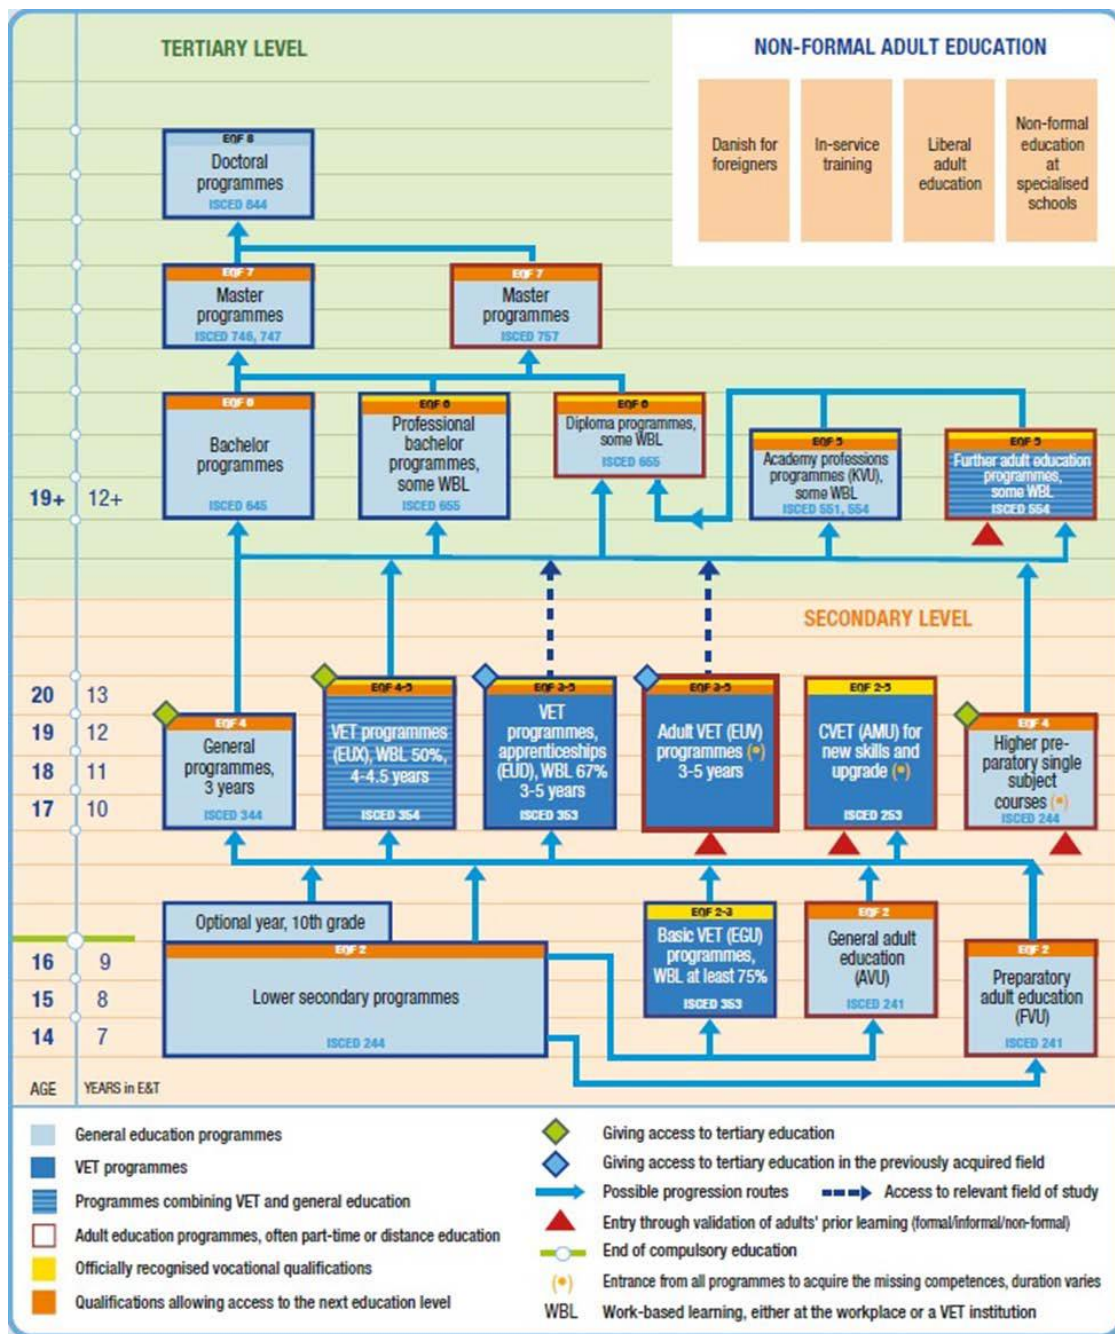 TERTIARY LEVEL
NON-FORMAL ADULT EDUCATION
Danish for
foreigners
In-service
training
Liberal
adult
education
Non-formal
education
at
specialised
schools
EQF 8
Doctoral
programmes
ISCED 844
EQF 7
Master
programmes
ISCED 746, 747
EQF 7
Master
programmes
ISCED 757
EQF 6
Bachelor
programmes
ISCED 645
EQF 6
Professional
bachelor
programmes,
some WBL
ISCED 655
EQF 6
Diploma programmes,
some WBL
ISCED 655
EQF 5
Academy professions
programmes (KVU),
some WBL
ISCED 551, 554
EQF 5
Further adult education
programmes,
some WBL
ISCED 554
19+ 12+
SECONDARY LEVEL
20 13
19 12
18 11
17 10
EQF 4
General
programmes,
3 years
ISCED 344
EQF 4-5
VET programmes
(EUX), WBL 50%,
4-4.5 years
ISCED 354
EQF 3-5
VET
programmes,
apprenticeships
(EUD), WBL 67%
3-5 years
ISCED 353
EQF 3-5
Adult VET (EUV)
programmes (•)
3-5 years
EQF 2-5
CVET (AMU) for
new skills and
upgrade (•)
ISCED 253
EQF 4
Higher pre-
paratory single
subject
courses (•)
ISCED 244
Optional year, 10th grade
EQF 2
Lower secondary programmes
ISCED 244
EQF 2-3
Basic VET (EGU)
programmes,
WBL at least 75%
ISCED 353
EQF 2
General adult
education
(AVU)
ISCED 241
EQF 2
Preparatory
adult education
(FVU)
ISCED 241
16 9
15 8
14 7
AGE YEARS in E&T
General education programmes
VET programmes
Programmes combining VET and general education
Adult education programmes, often part-time or distance education
Officially recognised vocational qualifications
Qualifications allowing access to the next education level
Giving access to tertiary education
Giving access to tertiary education in the previously acquired field
Possible progression routes Access to relevant field of study
Entry through validation of adults' prior learning (formal/informal/non-formal)
End of compulsory education
(•) Entrance from all programmes to acquire the missing competences, duration varies
WBL Work-based learning, either at the workplace or a VET institution